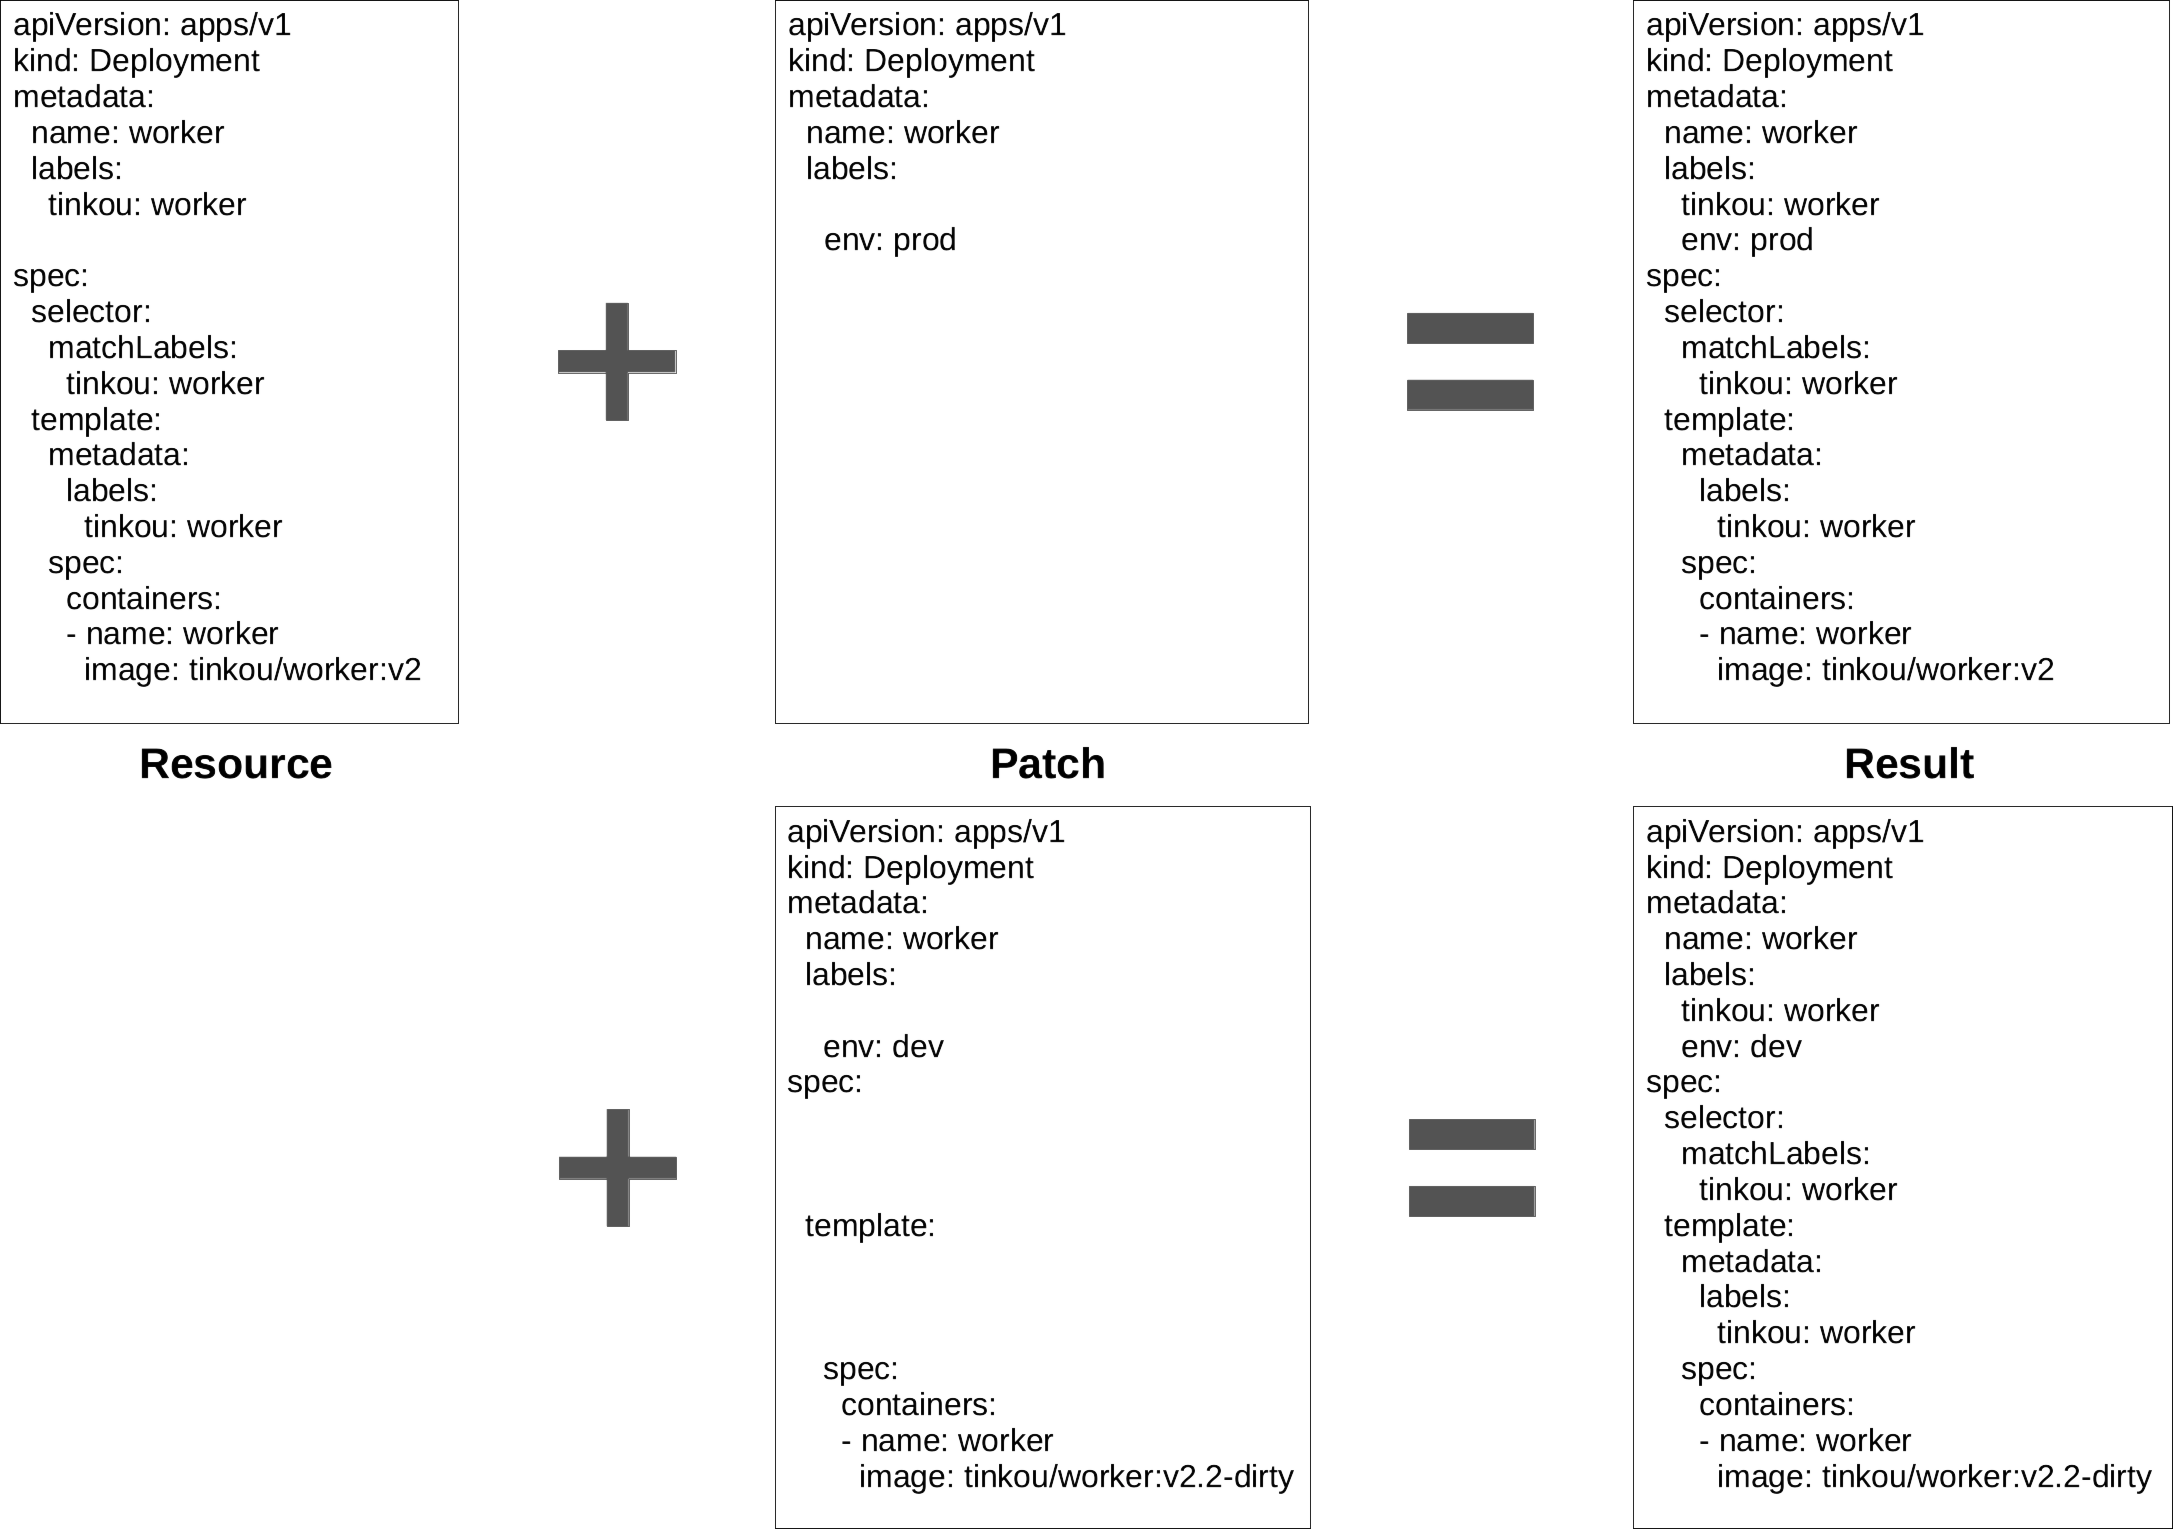 apiVersion: apps/v1
kind: Deployment
metadata:
  name: worker
  labels:
    tinkou: worker
spec:
  selector:
    matchLabels:
      tinkou: worker
  template:
    metadata:
      labels:
        tinkou: worker
    spec:
      containers:
      - name: worker
        image: tinkou/worker:v2
Resource
apiVersion: apps/v1
kind: Deployment
metadata:
  name: worker
  labels:
    env: prod
Patch
apiVersion: apps/v1
kind: Deployment
metadata:
  name: worker
  labels:
    tinkou: worker
    env: prod
spec:
  selector:
    matchLabels:
      tinkou: worker
  template:
    metadata:
      labels:
        tinkou: worker
    spec:
      containers:
      - name: worker
        image: tinkou/worker:v2
Result
apiVersion: apps/v1
kind: Deployment
metadata:
  name: worker
  labels:
    env: dev
spec:
  template:
    spec:
      containers:
      - name: worker
        image: tinkou/worker:v2.2-dirty
apiVersion: apps/v1
kind: Deployment
metadata:
  name: worker
  labels:
    tinkou: worker
    env: dev
spec:
  selector:
    matchLabels:
      tinkou: worker
  template:
    metadata:
      labels:
        tinkou: worker
    spec:
      containers:
      - name: worker
        image: tinkou/worker:v2.2-dirty